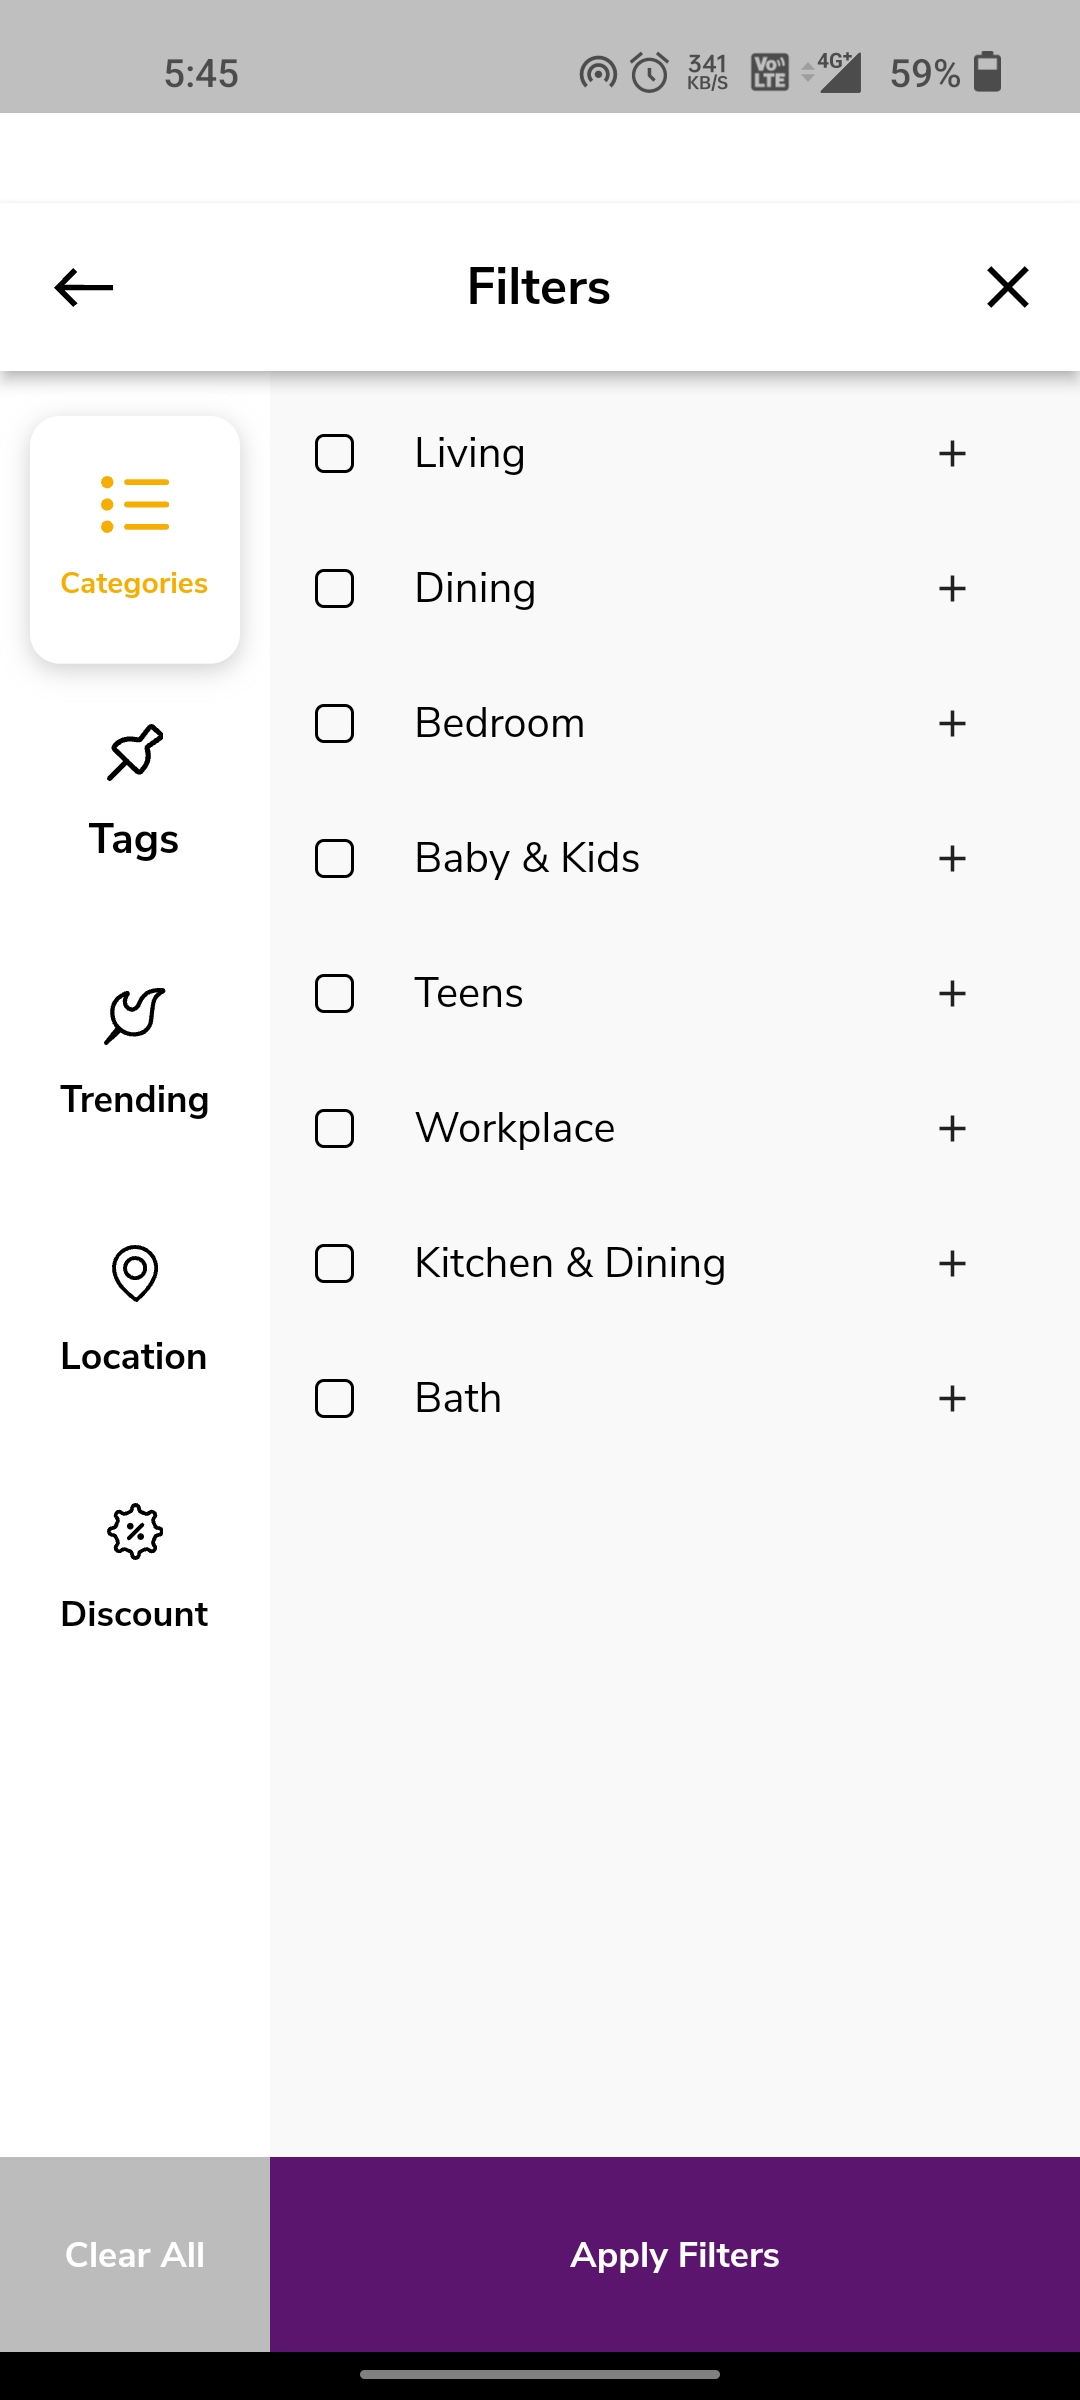 5:45
341
KB/S
Vo
LTE
4G+
59%
Filters
Categories
Living
Dining
Bedroom
Tags
Baby & Kids
Teens
Trending
Workplace
Kitchen & Dining
Location
Bath
Discount
Clear All
Apply Filters